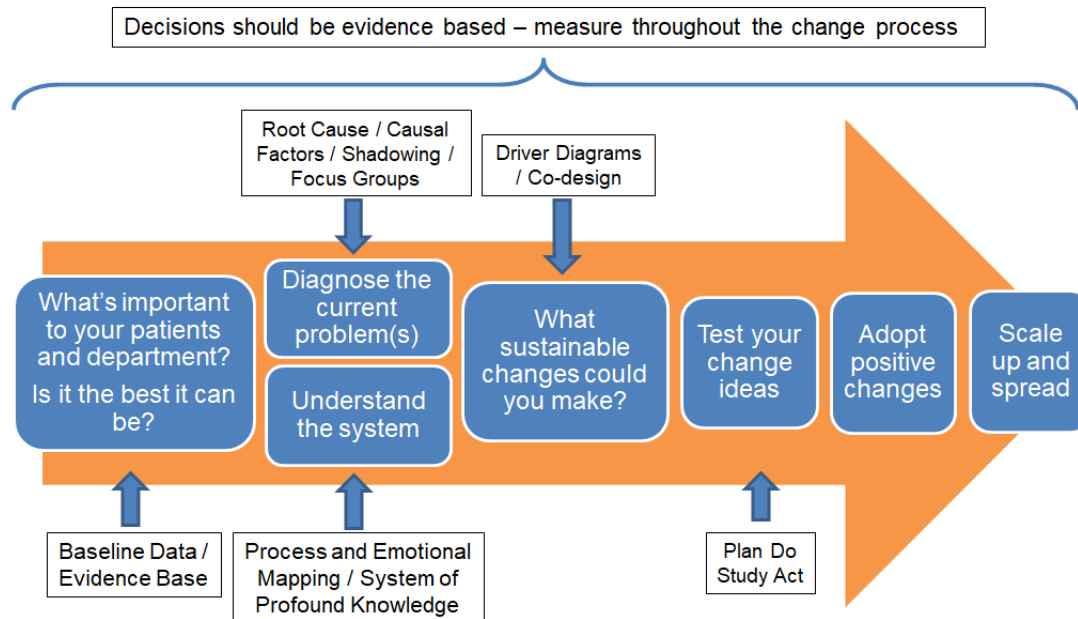 Decisions should be evidence based – measure throughout the change process
Root Cause / Causal
Factors / Shadowing /
Focus Groups
Driver Diagrams
/ Co-design
What's important
to your patients
and department?
Is it the best it can
be?
Diagnose the
current
problem(s)
Understand
the system
What
sustainable
changes could
you make?
Test your
change
ideas
Adopt
positive
changes
Scale
up and
spread
Baseline Data /
Evidence Base
Process and Emotional
Mapping / System of
Profound Knowledge
Plan Do
Study Act